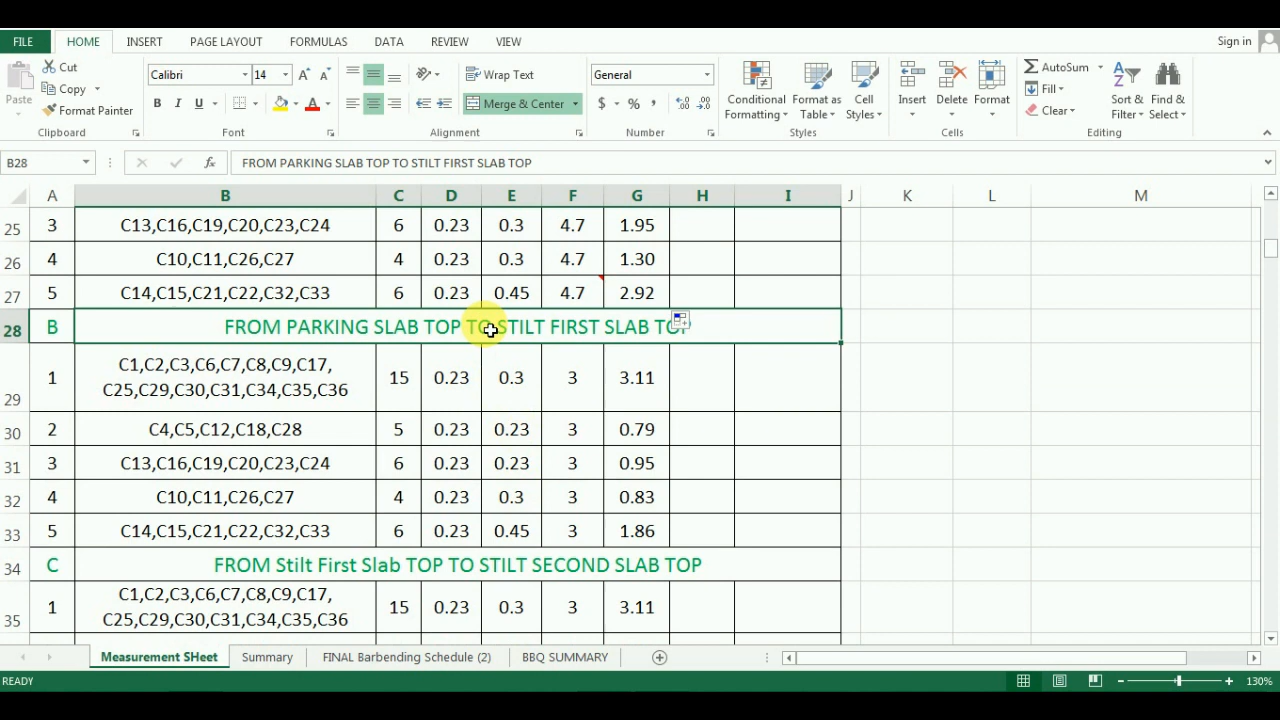 FILE HOME INSERT PAGE LAYOUT FORMULAS DATA REVIEW VIEW Sign in
Paste Cut Copy Format Painter Clipboard
Calibri 14 B I U A A A Font
Wrap Text Merge & Center Alignment
General $ % , Number
Conditional Formatting Format as Table Cell Styles Styles
Insert Delete Format Cells
AutoSum Fill Clear Sort & Filter Find & Select Editing
B28 fx FROM PARKING SLAB TOP TO STILT FIRST SLAB TOP
A B C D E F G H I J K L M
25 3 C13,C16,C19,C20,C23,C24 6 0.23 0.3 4.7 1.95
26 4 C10,C11,C26,C27 4 0.23 0.3 4.7 1.30
27 5 C14,C15,C21,C22,C32,C33 6 0.23 0.45 4.7 2.92
28 B FROM PARKING SLAB TOP TO STILT FIRST SLAB TOP
29 1 C1,C2,C3,C6,C7,C8,C9,C17, 15 0.23 0.3 3 3.11
C25,C29,C30,C31,C34,C35,C36
30 2 C4,C5,C12,C18,C28 5 0.23 0.23 3 0.79
31 3 C13,C16,C19,C20,C23,C24 6 0.23 0.23 3 0.95
32 4 C10,C11,C26,C27 4 0.23 0.3 3 0.83
33 5 C14,C15,C21,C22,C32,C33 6 0.23 0.45 3 1.86
34 C FROM Stilt First Slab TOP TO STILT SECOND SLAB TOP
35 1 C1,C2,C3,C6,C7,C8,C9,C17, 15 0.23 0.3 3 3.11
C25,C29,C30,C31,C34,C35,C36
Measurement SHeet Summary FINAL Barbending Schedule (2) BBQ SUMMARY
READY 130%